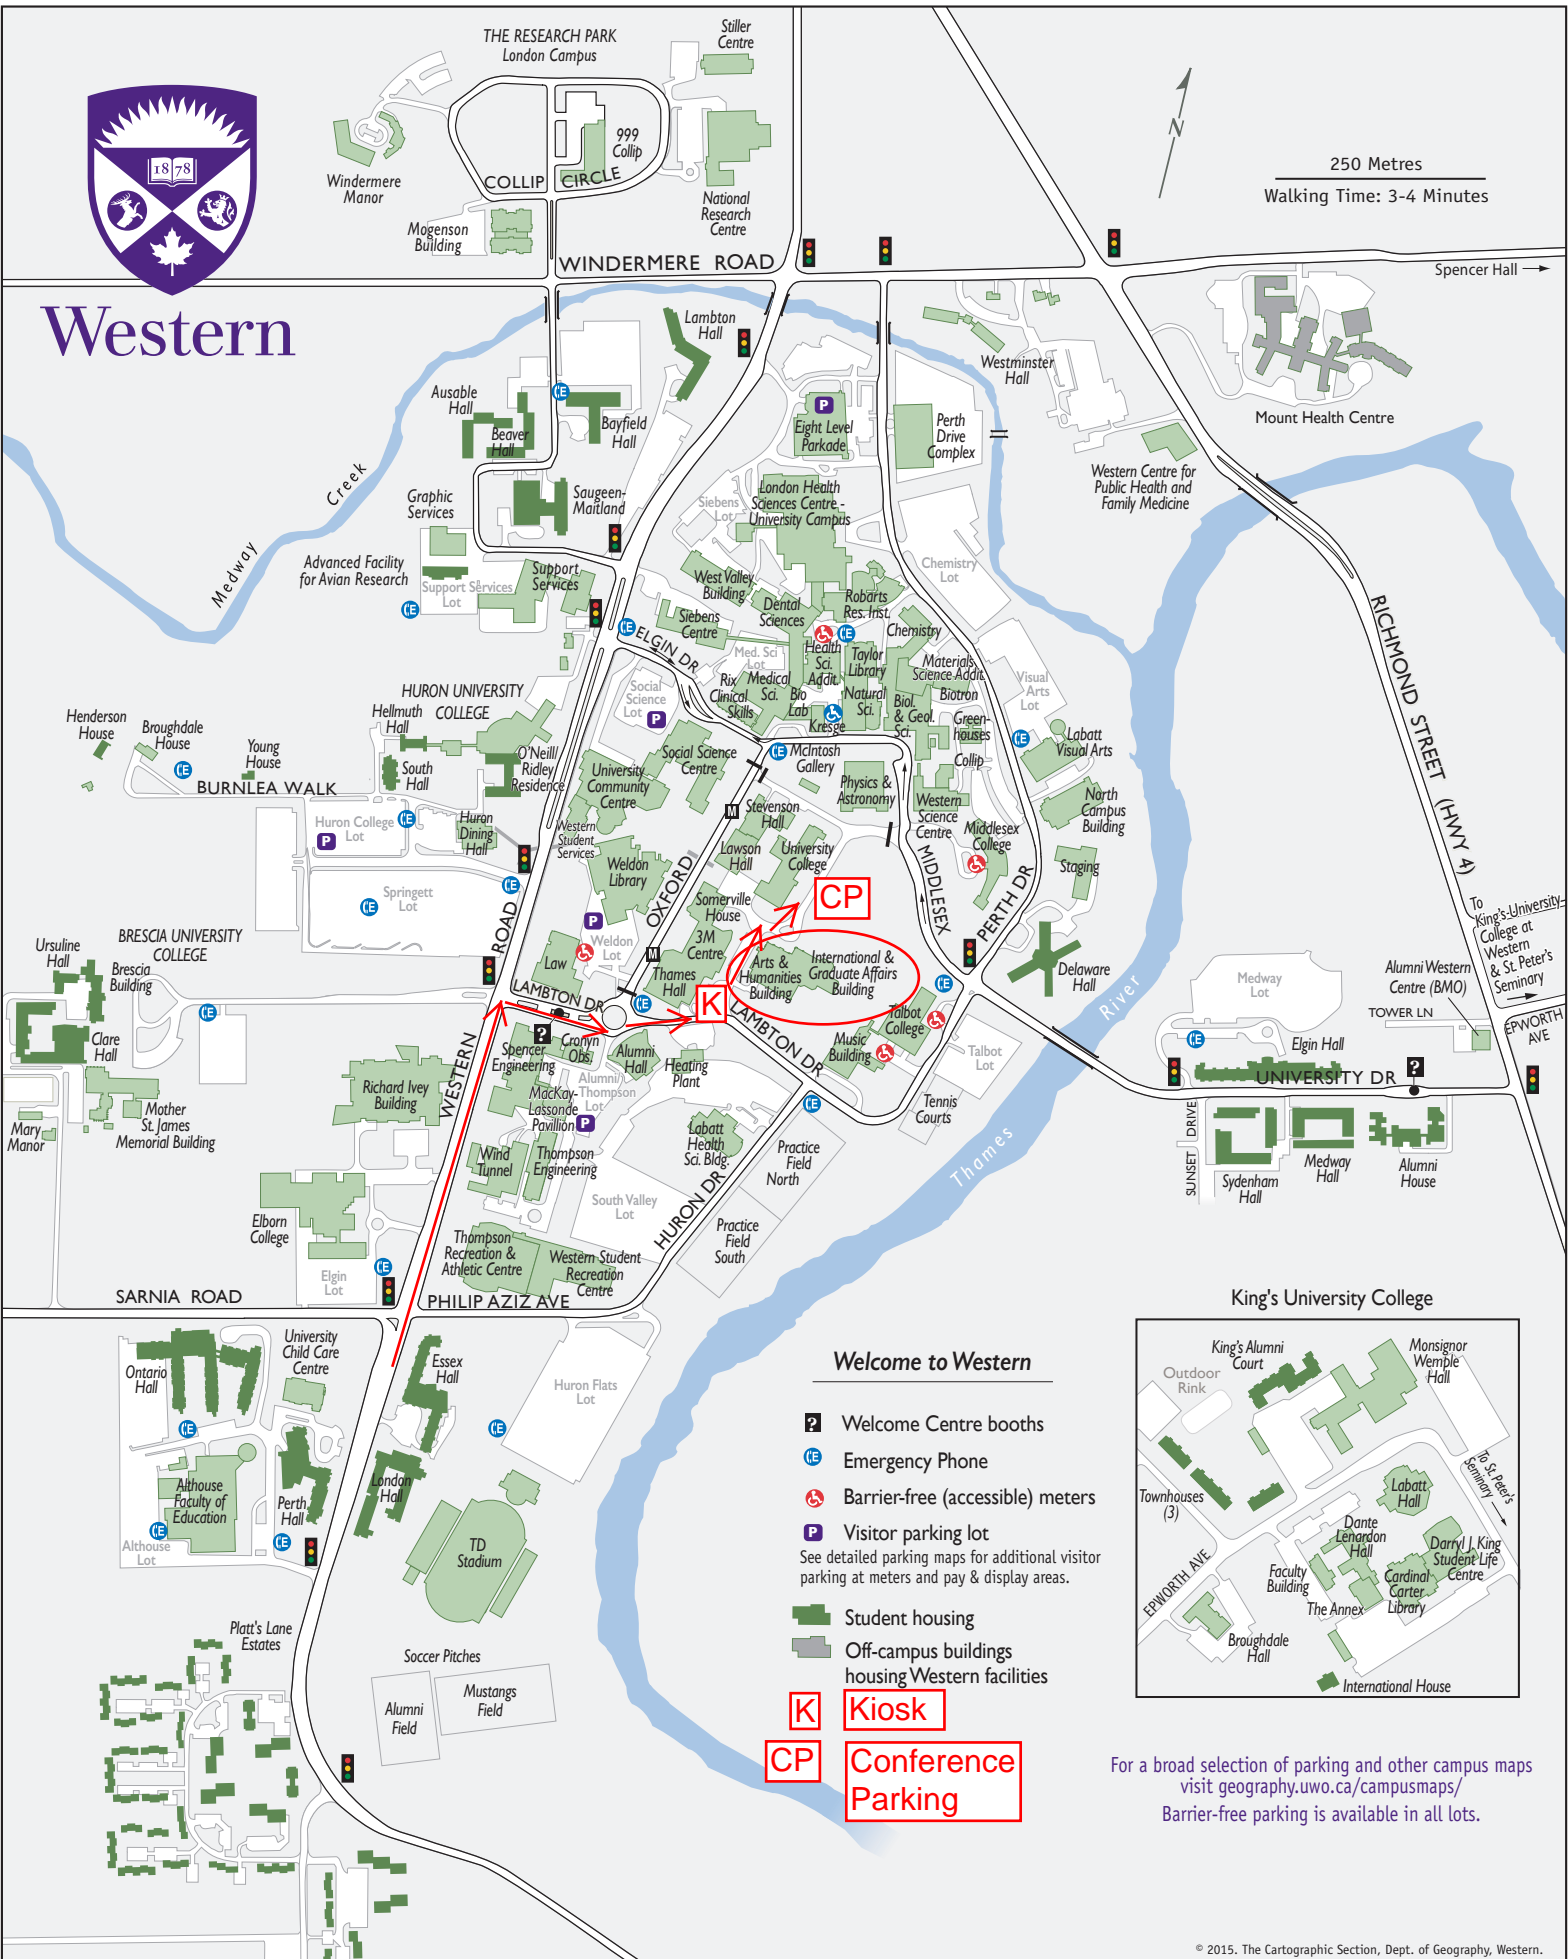 THE RESEARCH PARK
London Campus
Stiller
Centre
1878
Western
Windermere
Manor
999
Collip
COLLIP CIRCLE
Mogenson
Building
National
Research
Centre
N
250 Metres
Walking Time: 3-4 Minutes
WINDERMERE ROAD
Spencer Hall
Lambton
Hall
Westminster
Hall
Mount Health Centre
Ausable
Hall
Beaver
Hall
Bayfield
Hall
P
Eight Level
Parkade
Perth
Drive
Complex
Western Centre for
Public Health and
Family Medicine
Medway Creek
Graphic
Services
Saugeen-
Maitland
Siebens
Lot
London Health
Sciences Centre -
University Campus
Advanced Facility
for Avian Research
Support Services
Lot
Support
Services
West Valley
Building
Dental
Sciences
Robarts
Res. Inst.
Chemistry
Lot
Siebens
Centre
Chemistry
ELGIN DR
Med. Sci
Lot
Health
Sci.
Addit.
Taylor
Library
Materials
Science Addit.
Biotron
Visual
Arts
Lot
RICHMOND STREET (HWY 4)
HURON UNIVERSITY
COLLEGE
Hellmuth
Hall
Social
Science
Lot
P
Rix
Clinical
Skills
Medical
Sci.
Bio
Lab
Natural
Sci.
Kresge
Biol.
& Geol.
Sci.
Green-
houses
Collip
Labatt
Visual Arts
Henderson
House
Broughdale
House
Young
House
South
Hall
O'Neill/
Ridley
Residence
BURNLEA WALK
University
Community
Centre
Social Science
Centre
McIntosh
Gallery
Physics &
Astronomy
Western
Science
Centre
North
Campus
Building
Huron College
Lot
P
Huron
Dining
Hall
Western
Student
Services
M
Stevenson
Hall
Lawson
Hall
University
College
Middlesex
College
MIDDLESEX
Staging
Springett
Lot
Weldon
Library
OXFORD
Somerville
House
CP
PERTH DR
To
King's University
College at
Western
& St. Peter's
Seminary
BRESCIA UNIVERSITY
COLLEGE
Ursuline
Hall
Brescia
Building
ROAD
P
Weldon
Lot
M
Law
3M
Centre
Thames
Hall
Arts &
Humanities
Building
International &
Graduate Affairs
Building
Delaware
Hall
Medway
Lot
Alumni Western
Centre (BMO)
TOWER LN
EPWORTH
AVE
K
LAMBTON DR
LAMBTON DR
Clare
Hall
WESTERN
?
Spencer
Engineering
Cronyn
Obs.
Alumni
Hall
Heating
Plant
Music
Building
Talbot
College
Talbot
Lot
Thames River
Elgin Hall
?
UNIVERSITY DR
Richard Ivey
Building
MacKay-
Lassonde
Pavillion
Alumni/
Thompson
Lot
P
Tennis
Courts
Mary
Manor
Mother
St. James
Memorial Building
Wind
Tunnel
Thompson
Engineering
Labatt
Health
Sci. Bldg.
Practice
Field
North
SUNSET DRIVE
Sydenham
Hall
Medway
Hall
Alumni
House
Elborn
College
South Valley
Lot
HURON DR
Practice
Field
South
Elgin
Lot
Thompson
Recreation &
Athletic Centre
Western Student
Recreation
Centre
SARNIA ROAD
PHILIP AZIZ AVE
King's University College
Ontario
Hall
University
Child Care
Centre
Essex
Hall
Huron Flats
Lot
Welcome to Western
? Welcome Centre booths
E Emergency Phone
Barrier-free (accessible) meters
P Visitor parking lot
See detailed parking maps for additional visitor
parking at meters and pay & display areas.
Student housing
Off-campus buildings
housing Western facilities
K Kiosk
CP Conference
Parking
Outdoor
Rink
King's Alumni
Court
Monsignor
Wemple
Hall
To St. Peter's
Seminary
Townhouses
(3)
Labatt
Hall
Dante
Lenardon
Hall
Darryl J. King
Student Life
Centre
Faculty
Building
Cardinal
Carter
Library
The Annex
EPWORTH AVE
Broughdale
Hall
International House
Althouse
Faculty of
Education
Althouse
Lot
Perth
Hall
London
Hall
TD
Stadium
Platt's Lane
Estates
Soccer Pitches
Alumni
Field
Mustangs
Field
For a broad selection of parking and other campus maps
visit geography.uwo.ca/campusmaps/
Barrier-free parking is available in all lots.
© 2015. The Cartographic Section, Dept. of Geography, Western.